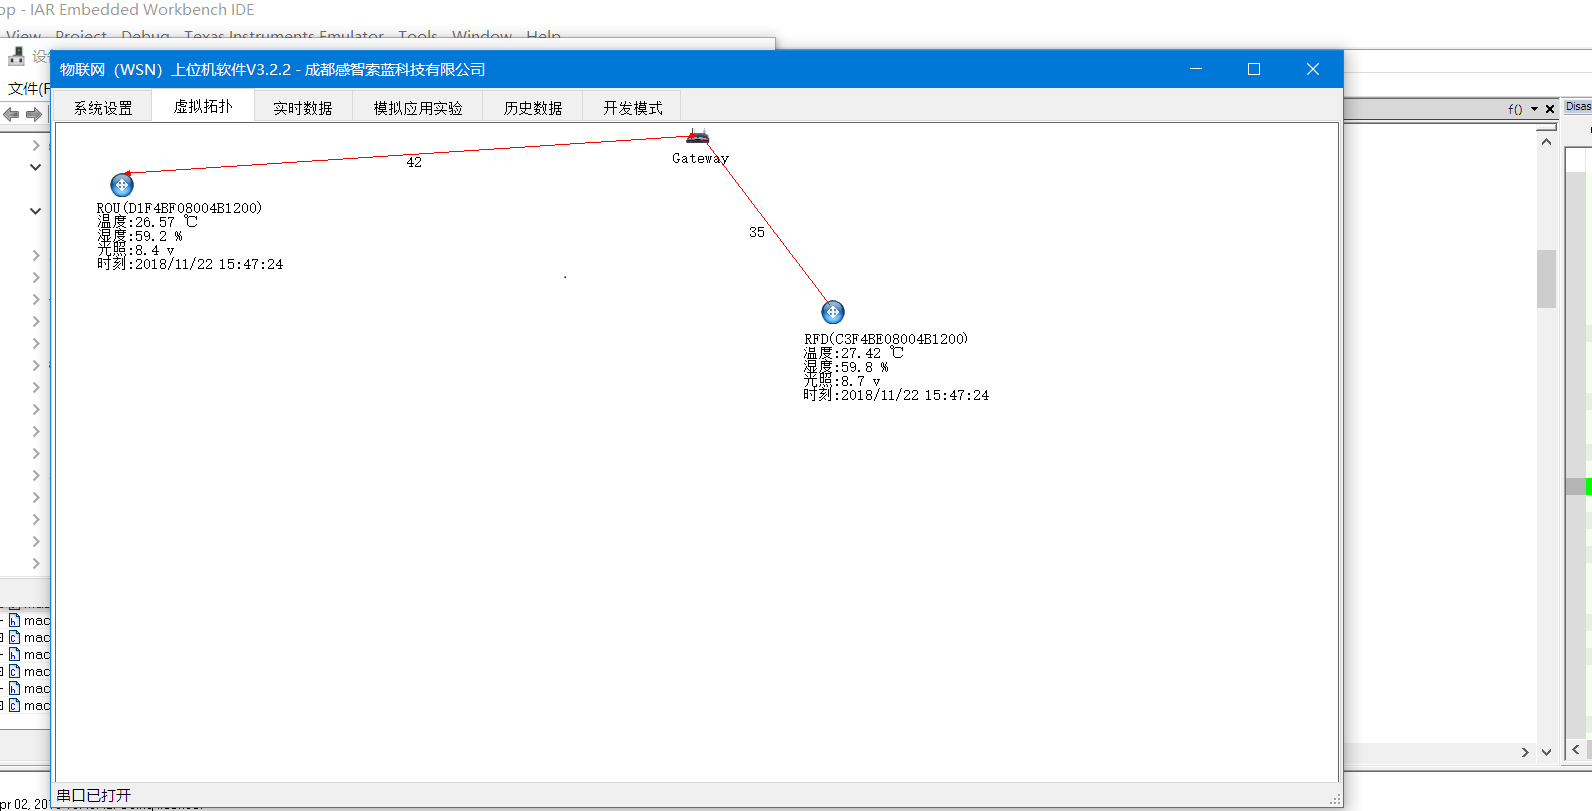 pp - IAR Embedded Workbench IDE
View Project Debug Texas Instruments Emulator Tools Window Help
设
文件(F
物联网（WSN）上位机软件V3.2.2 - 成都感智索蓝科技有限公司
系统设置 虚拟拓扑 实时数据 模拟应用实验 历史数据 开发模式
f()
Disas
Gateway
42
35
ROU(D1F4BF08004B1200)
温度:26.57 ℃
湿度:59.2 %
光照:8.4 v
时刻:2018/11/22 15:47:24
RFD(C3F4BE08004B1200)
温度:27.42 ℃
湿度:59.8 %
光照:8.7 v
时刻:2018/11/22 15:47:24
mac
mac
mac
mac
mac
mac
串口已打开
pr 02, 20